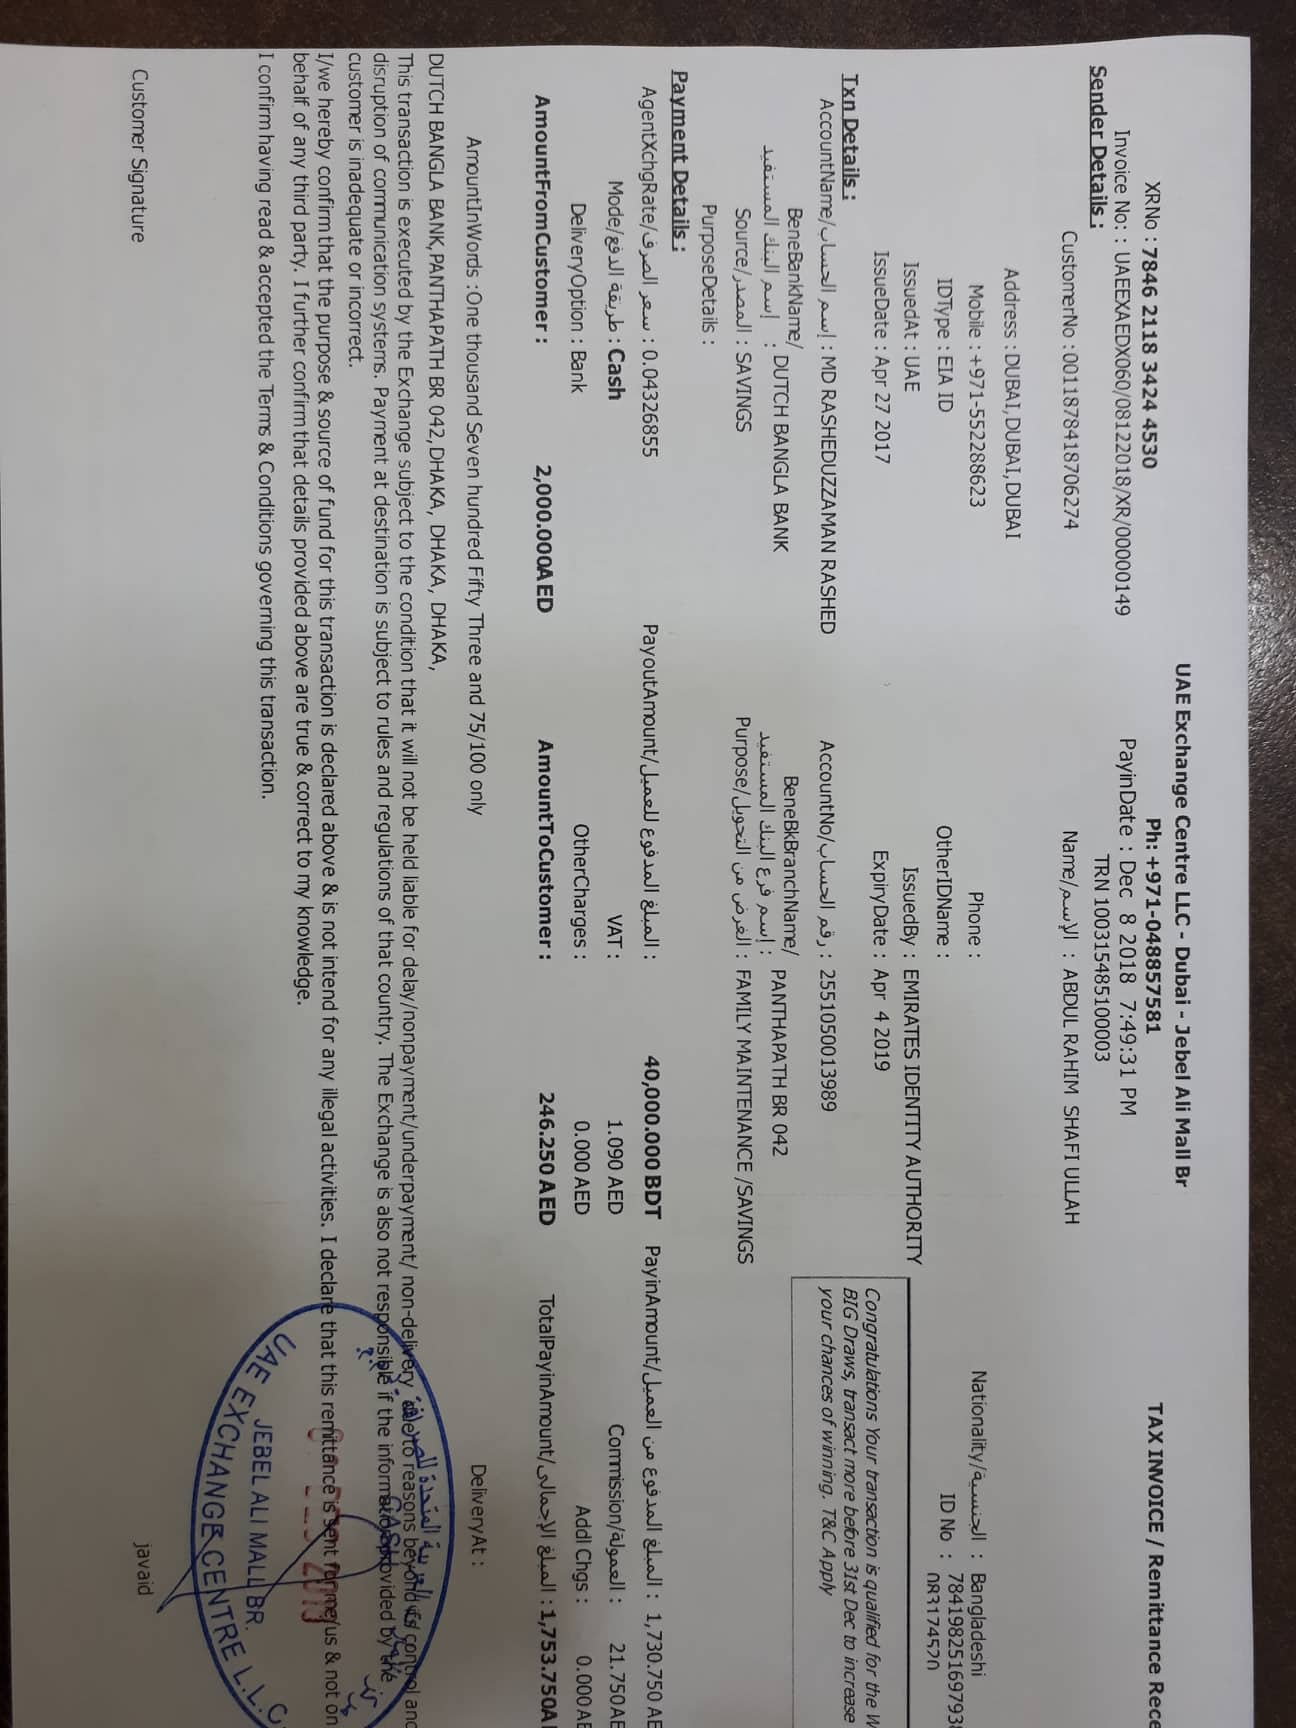 UAE Exchange Centre LLC - Dubai - Jebel Ali Mall Br
XRNo : 7846 2118 3424 4530 Ph: +971-048857581 TAX INVOICE / Remittance Rece
Invoice No: : UAEEXAEDX060/08122018/XR/00000149 PayinDate : Dec 8 2018 7:49:31 PM
Sender Details : TRN 100315485100003
CustomerNo : 0011878418706274 Name/الإسم : ABDUL RAHIM SHAFI ULLAH
Address : DUBAI,DUBAI,DUBAI
Mobile : +971-552288623 Phone : Nationality/الجنسية : Bangladeshi
IDType : EIA ID OtherIDName : ID No : 7841982516979
IssuedAt : UAE IssuedBy : EMIRATES IDENTITY AUTHORITY 083174520
IssueDate : Apr 27 2017 ExpiryDate : Apr 4 2019
Txn Details :
Congratulations Your transaction is qualified for the W
BIG Draws, transact more before 31st Dec to increase
your chances of winning. T&C Apply
AccountName/إسم الحساب : MD RASHEDUZZAMAN RASHED AccountNo/رقم الحساب : 2551050013989
BeneBankName/ إسم البنك المستفيد : DUTCH BANGLA BANK BeneBkBranchName/ إسم فرع البنك المستفيد : PANTHAPATH BR 042
Source/المصدر : SAVINGS Purpose/الغرض من التحويل : FAMILY MAINTENANCE /SAVINGS
PurposeDetails :
Payment Details :
AgentXchgRate/سعر الصرف : 0.04326855 PayoutAmount/المبلغ المدفوع للعميل : 40,000.000 BDT PayinAmount/المبلغ المدفوع من العميل : 1,730.750 AE
Mode/طريقة الدفع : Cash VAT : 1.090 AED Commission/العمولة : 21.750AE
DeliveryOption : Bank OtherCharges : 0.000 AED Addl Chgs : 0.000 AE
AmountFromCustomer : 2,000.000AED AmountToCustomer : 246.250 AED TotalPayinAmount/المبلغ الإجمالى : 1,753.750A
AmountInWords :One thousand Seven hundred Fifty Three and 75/100 only DeliveryAt :
DUTCH BANGLA BANK,PANTHAPATH BR 042,DHAKA, DHAKA, DHAKA,
This transaction is executed by the Exchange subject to the condition that it will not be held liable for delay/nonpayment/underpayment/ non-delivery due to reasons beyond its control and
disruption of communication systems. Payment at destination is subject to rules and regulations of that country. The Exchange is also not responsible if the information provided by the
customer is inadequate or incorrect.
I/we hereby confirm that the purpose & source of fund for this transaction is declared above & is not intend for any illegal activities. I declare that this remittance is sent for me/us & not on
behalf of any third party. I further confirm that details provided above are true & correct to my knowledge.
I confirm having read & accepted the Terms & Conditions governing this transaction.
JEBEL ALI MALL BR.
UAE EXCHANGE CENTRE L.L.C.
Customer Signature javaid